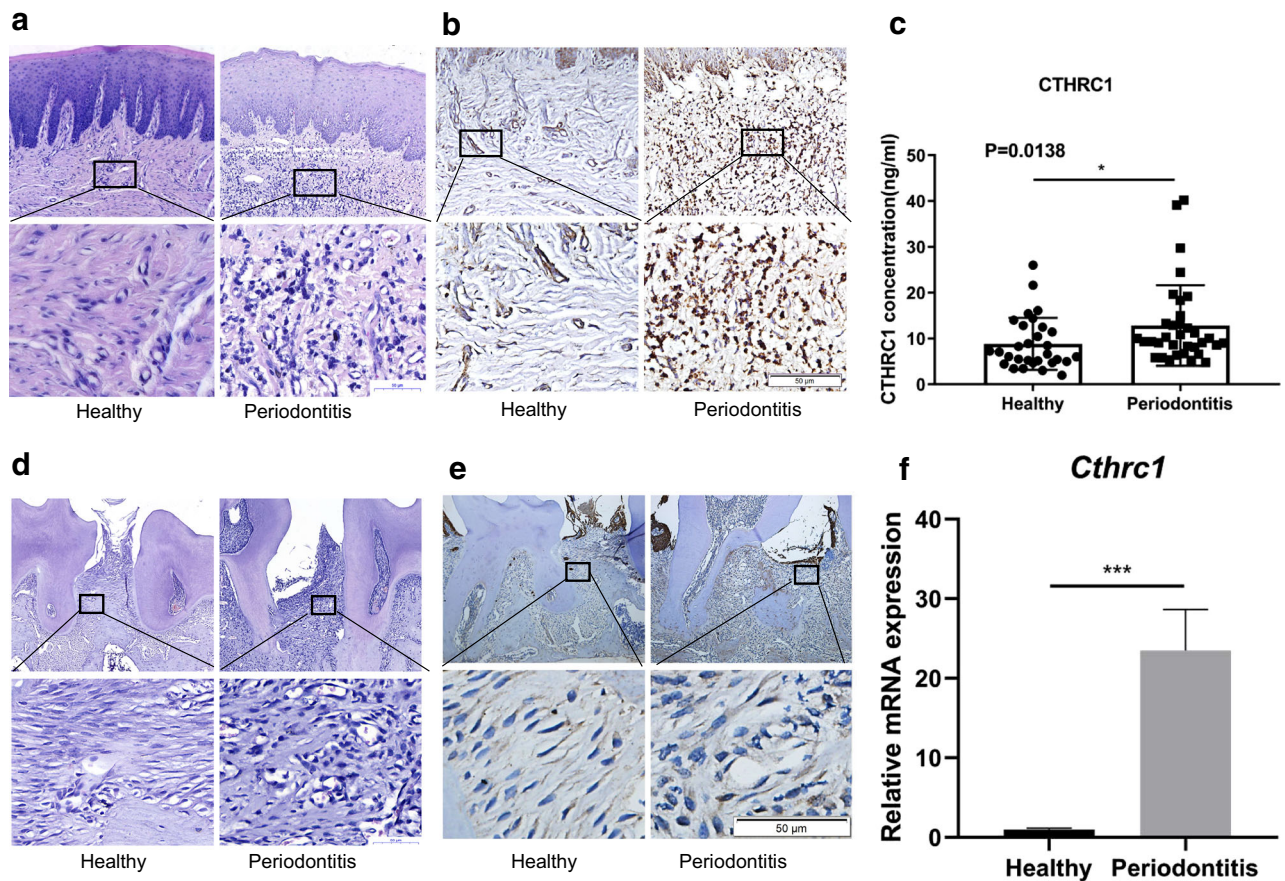 a
b
c
CTHRC1
P=0.0138
*
CTHRC1 concentration(ng/ml)
50
40
30
20
10
0
Healthy
Periodontitis
50 μm
Healthy
Periodontitis
Healthy
Periodontitis
d
e
f
Cthrc1
***
Relative mRNA expression
40
30
20
10
0
Healthy
Periodontitis
50 μm
Healthy
Periodontitis
Healthy
Periodontitis